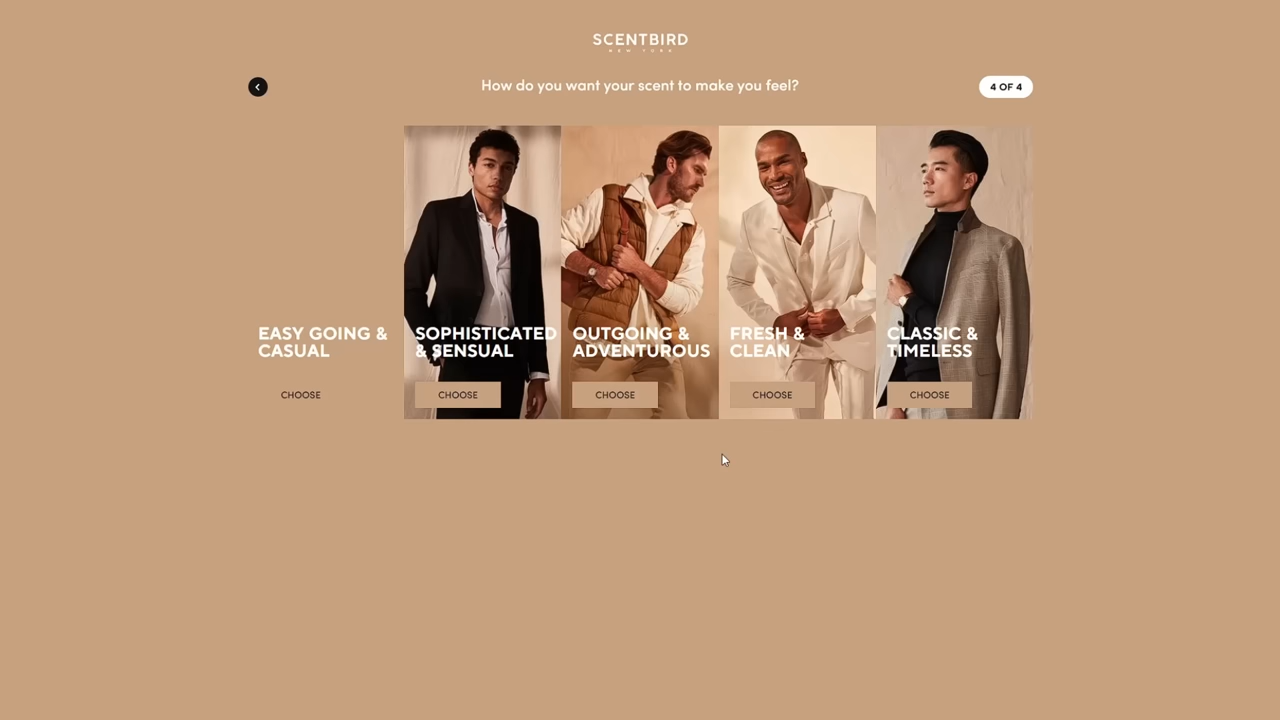 SCENTBIRD
NEW YORK
How do you want your scent to make you feel?
4 OF 4
EASY GOING &
CASUAL
CHOOSE
SOPHISTICATED
& SENSUAL
CHOOSE
OUTGOING &
ADVENTUROUS
CHOOSE
FRESH &
CLEAN
CHOOSE
CLASSIC &
TIMELESS
CHOOSE